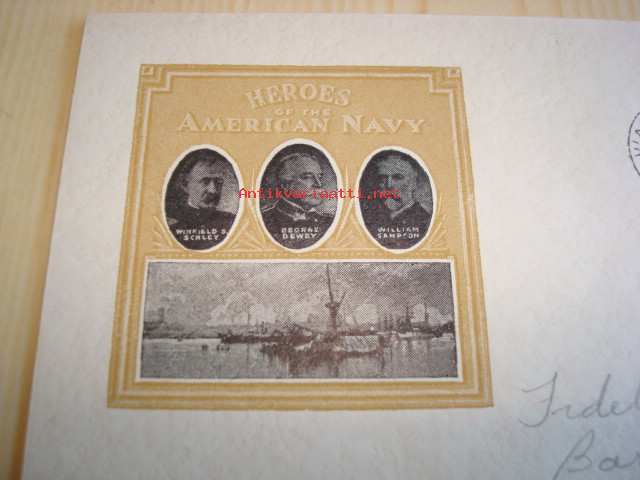 HEROES
OF THE
AMERICAN NAVY
Antikvariaatti.net
WINFIELD S. SCHLEY
GEORGE DEWEY
WILLIAM SAMPSON